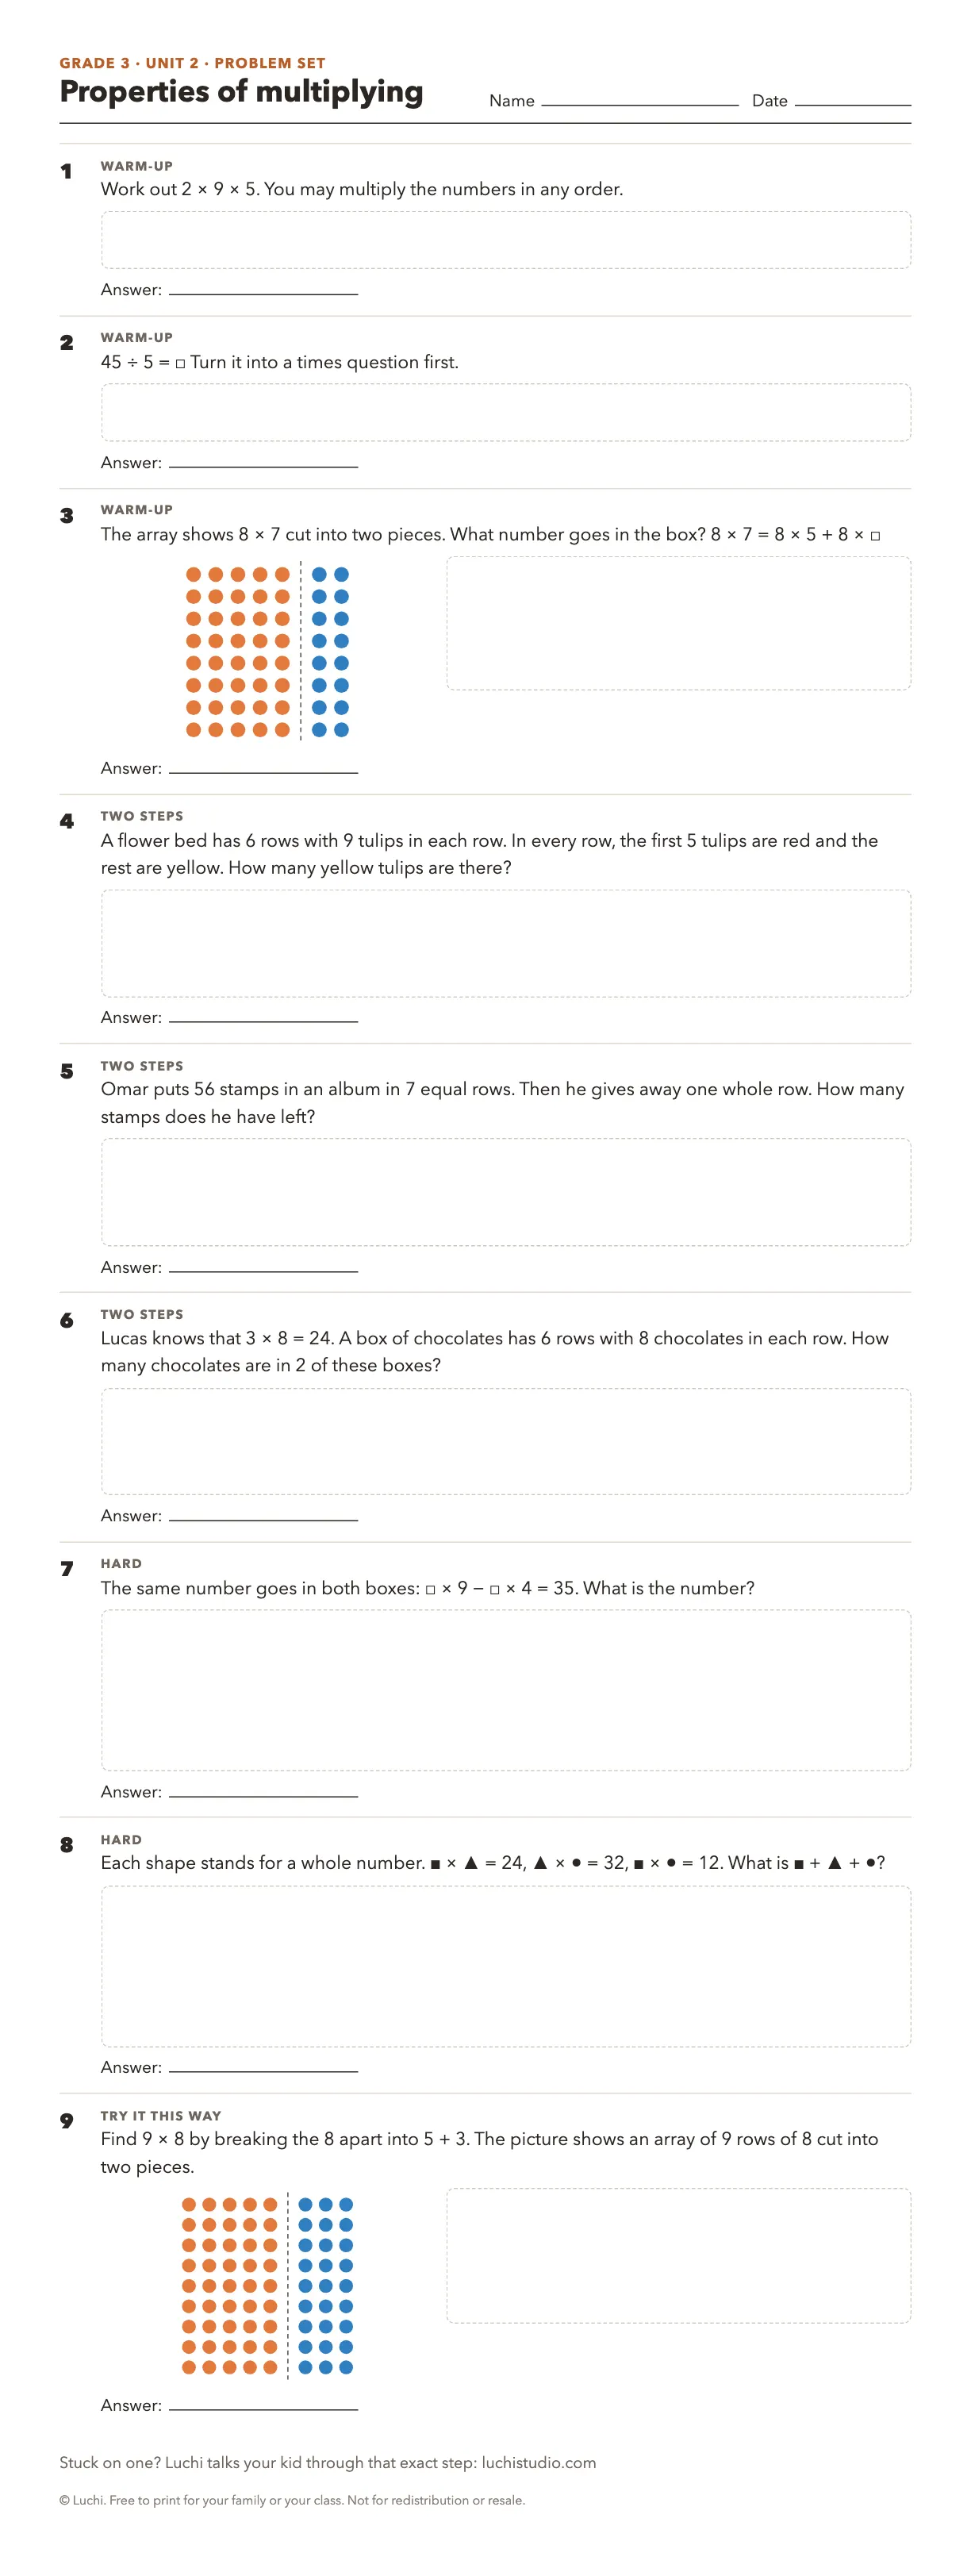 GRADE 3 · UNIT 2 · PROBLEM SET
Properties of multiplying
Name
Date
1
WARM-UP
Work out 2 × 9 × 5. You may multiply the numbers in any order.
Answer:
2
WARM-UP
45 ÷ 5 = □ Turn it into a times question first.
Answer:
3
WARM-UP
The array shows 8 × 7 cut into two pieces. What number goes in the box? 8 × 7 = 8 × 5 + 8 × □
Answer:
4
TWO STEPS
A flower bed has 6 rows with 9 tulips in each row. In every row, the first 5 tulips are red and the
rest are yellow. How many yellow tulips are there?
Answer:
5
TWO STEPS
Omar puts 56 stamps in an album in 7 equal rows. Then he gives away one whole row. How many
stamps does he have left?
Answer:
6
TWO STEPS
Lucas knows that 3 × 8 = 24. A box of chocolates has 6 rows with 8 chocolates in each row. How
many chocolates are in 2 of these boxes?
Answer:
7
HARD
The same number goes in both boxes: □ × 9 − □ × 4 = 35. What is the number?
Answer:
8
HARD
Each shape stands for a whole number. ■ × ▲ = 24, ▲ × ● = 32, ■ × ● = 12. What is ■ + ▲ + ●?
Answer:
9
TRY IT THIS WAY
Find 9 × 8 by breaking the 8 apart into 5 + 3. The picture shows an array of 9 rows of 8 cut into
two pieces.
Answer:
Stuck on one? Luchi talks your kid through that exact step: luchistudio.com
© Luchi. Free to print for your family or your class. Not for redistribution or resale.